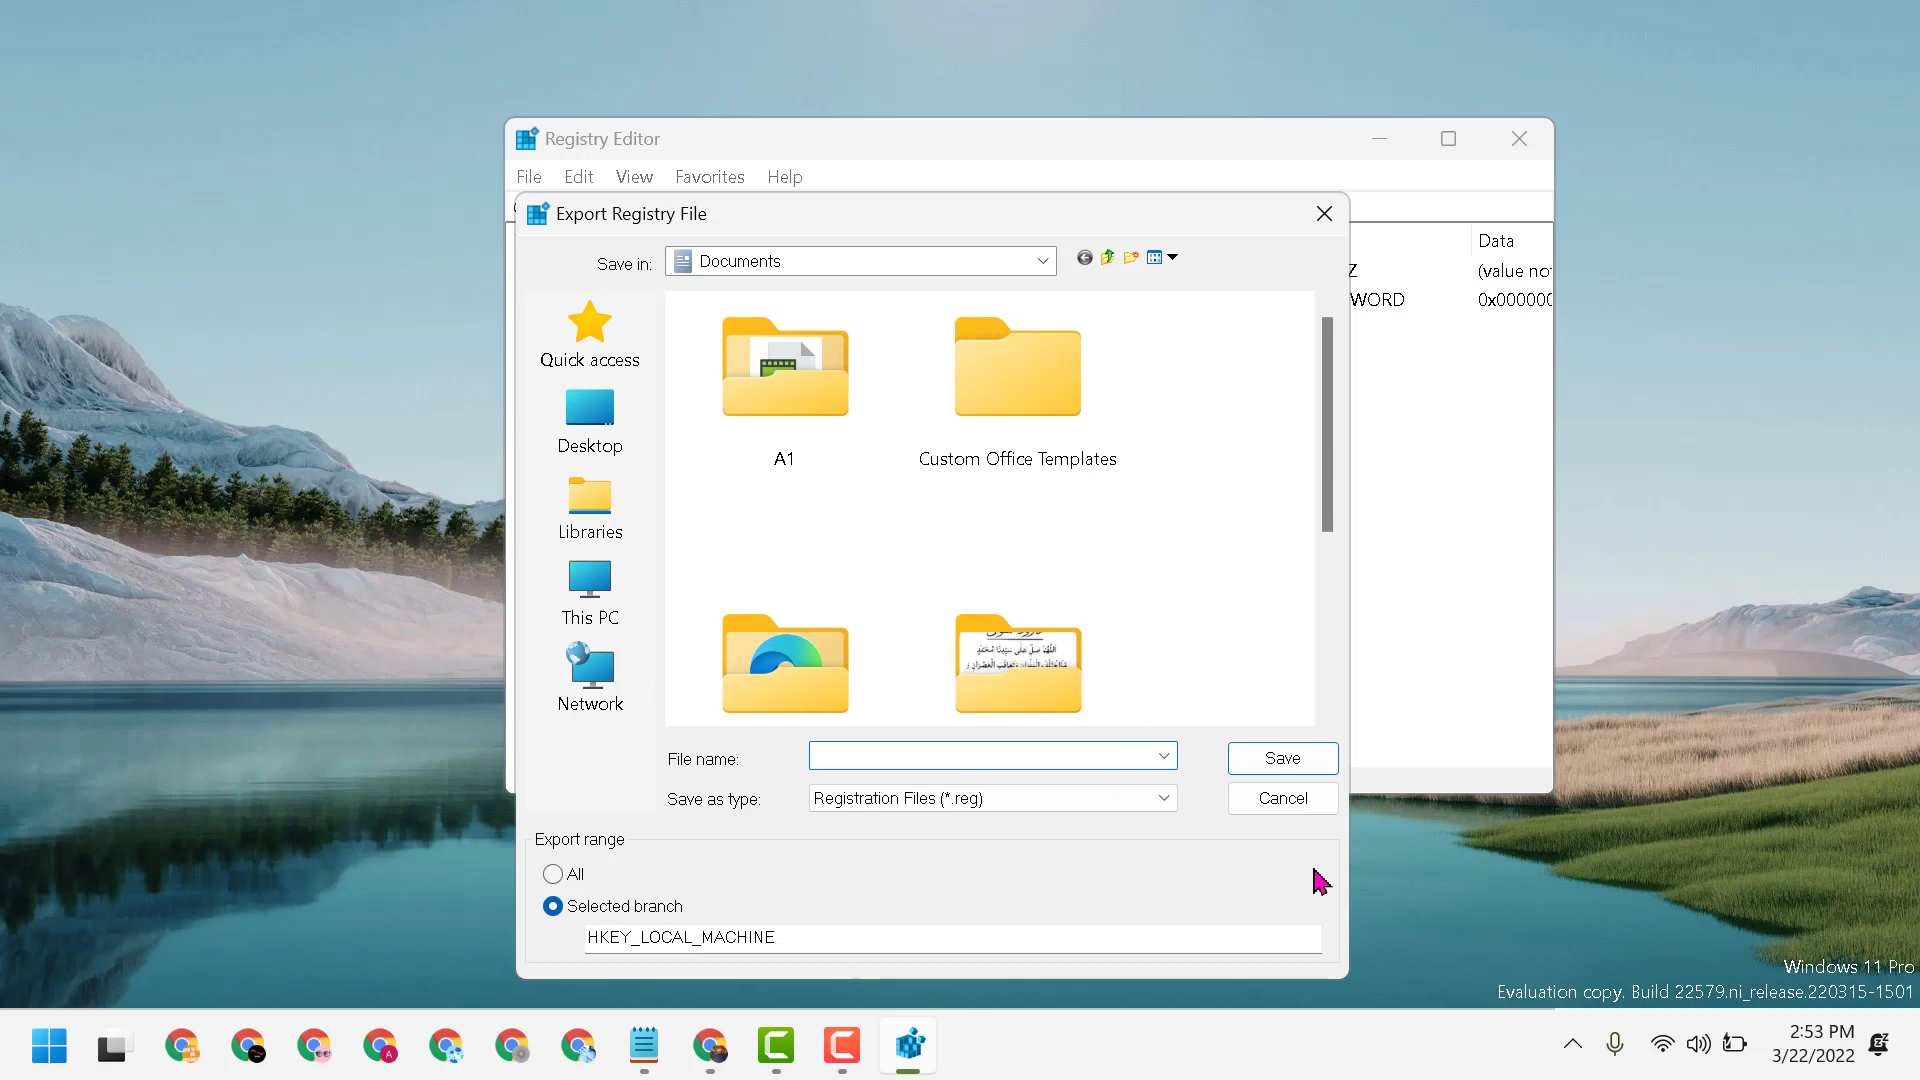 Registry Editor
File Edit View Favorites Help
Export Registry File
Save in: Documents
Data
Z (value no
WORD 0x000000
Quick access
Desktop
Libraries
This PC
Network
A1 Custom Office Templates
File name: Save
Save as type: Registration Files (*.reg) Cancel
Export range
All
Selected branch
HKEY_LOCAL_MACHINE
Windows 11 Pro
Evaluation copy. Build 22579.ni_release.220315-1501
A
2:53 PM
3/22/2022